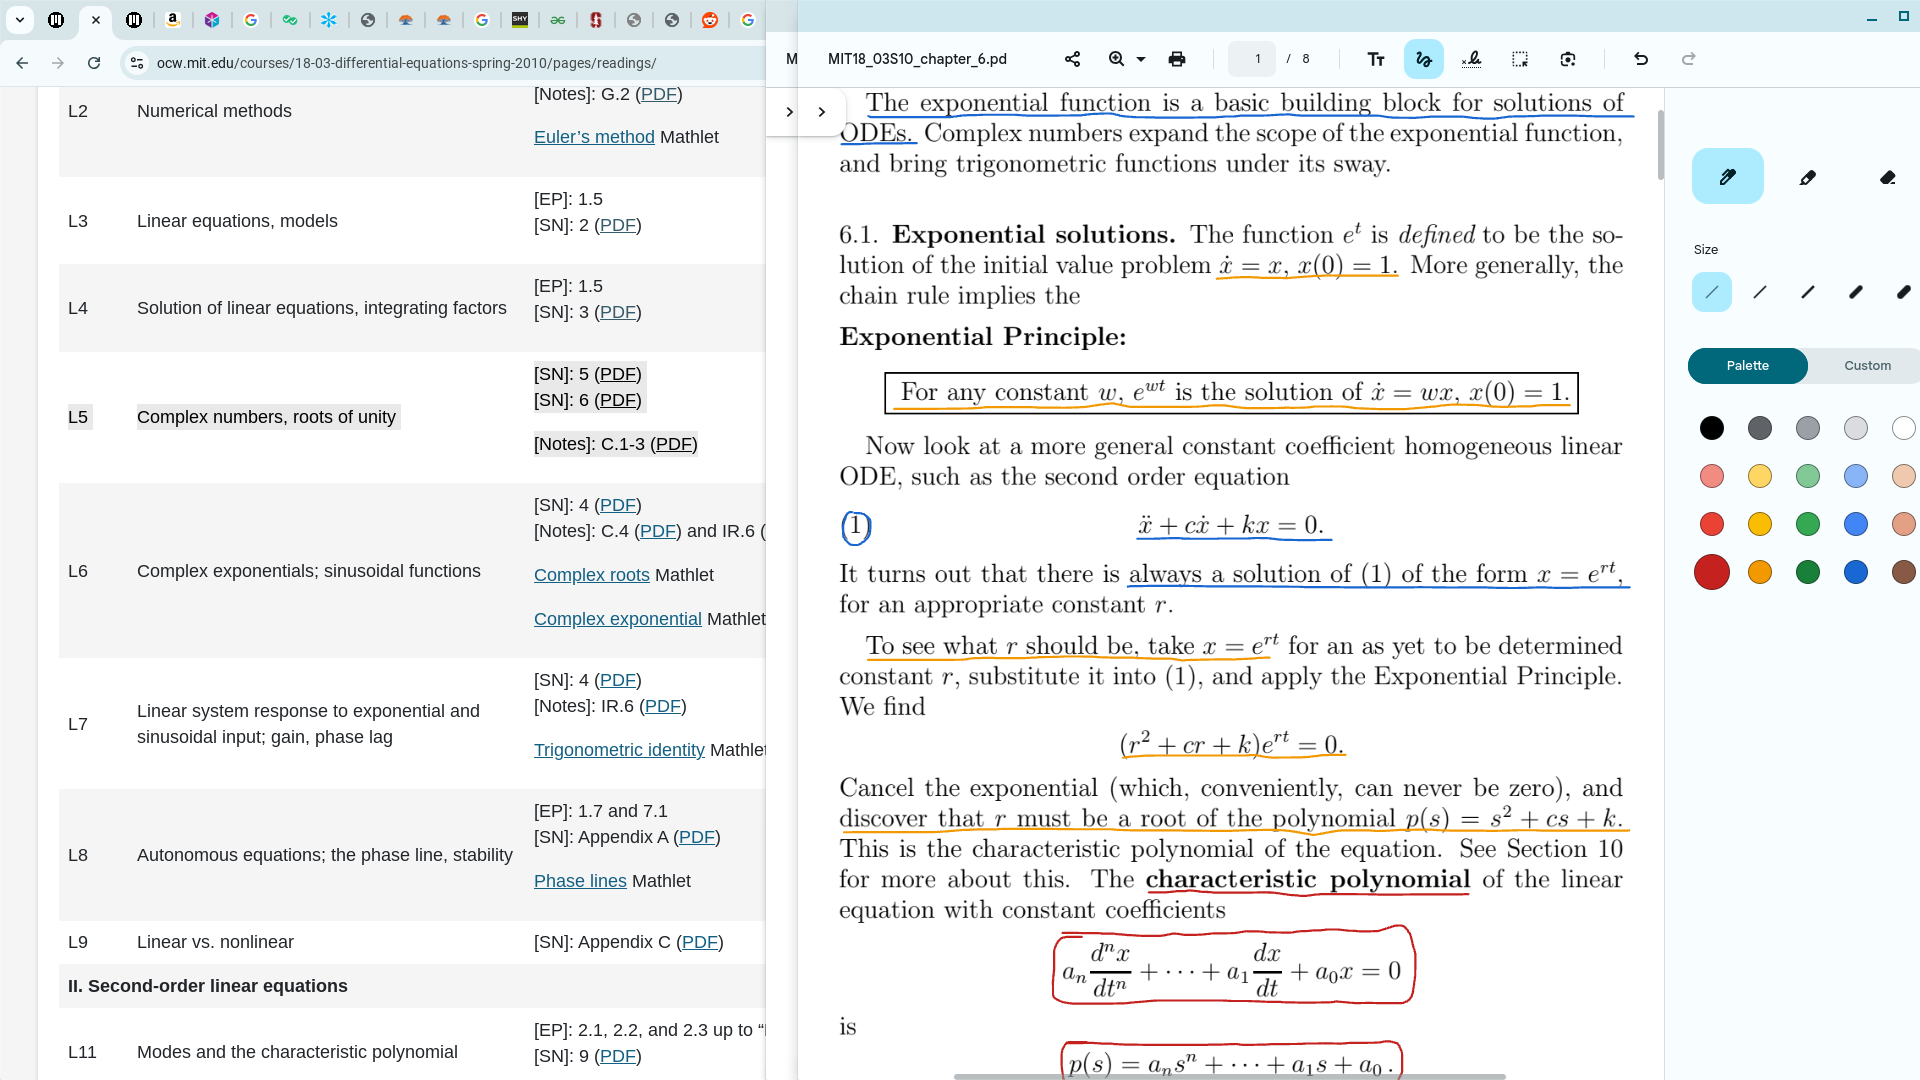 SHY
ocw.mit.edu/courses/18-03-differential-equations-spring-2010/pages/readings/
[Notes]: G.2 (PDF)
L2 Numerical methods
Euler’s method Mathlet
[EP]: 1.5
L3 Linear equations, models
[SN]: 2 (PDF)
[EP]: 1.5
L4 Solution of linear equations, integrating factors
[SN]: 3 (PDF)
[SN]: 5 (PDF)
[SN]: 6 (PDF)
L5 Complex numbers, roots of unity
[Notes]: C.1-3 (PDF)
[SN]: 4 (PDF)
[Notes]: C.4 (PDF) and IR.6 (
L6 Complex exponentials; sinusoidal functions
Complex roots Mathlet
Complex exponential Mathlet
[SN]: 4 (PDF)
[Notes]: IR.6 (PDF)
L7 Linear system response to exponential and
sinusoidal input; gain, phase lag
Trigonometric identity Mathlet
[EP]: 1.7 and 7.1
[SN]: Appendix A (PDF)
L8 Autonomous equations; the phase line, stability
Phase lines Mathlet
L9 Linear vs. nonlinear [SN]: Appendix C (PDF)
II. Second-order linear equations
[EP]: 2.1, 2.2, and 2.3 up to “
L11 Modes and the characteristic polynomial
[SN]: 9 (PDF)
M
MIT18_03S10_chapter_6.pd
1 / 8
The exponential function is a basic building block for solutions of
ODEs. Complex numbers expand the scope of the exponential function,
and bring trigonometric functions under its sway.
6.1. Exponential solutions. The function e^t is defined to be the so-
lution of the initial value problem ẋ = x, x(0) = 1. More generally, the
chain rule implies the
Exponential Principle:
For any constant w, e^{wt} is the solution of ẋ = wx, x(0) = 1.
Now look at a more general constant coefficient homogeneous linear
ODE, such as the second order equation
(1) ẍ + cẋ + kx = 0.
It turns out that there is always a solution of (1) of the form x = e^{rt},
for an appropriate constant r.
To see what r should be, take x = e^{rt} for an as yet to be determined
constant r, substitute it into (1), and apply the Exponential Principle.
We find
(r² + cr + k)e^{rt} = 0.
Cancel the exponential (which, conveniently, can never be zero), and
discover that r must be a root of the polynomial p(s) = s² + cs + k.
This is the characteristic polynomial of the equation. See Section 10
for more about this. The characteristic polynomial of the linear
equation with constant coefficients
a_n d^n x/dt^n + · · · + a_1 dx/dt + a_0 x = 0
is
p(s) = a_n s^n + · · · + a_1 s + a_0 .
Size
Palette
Custom